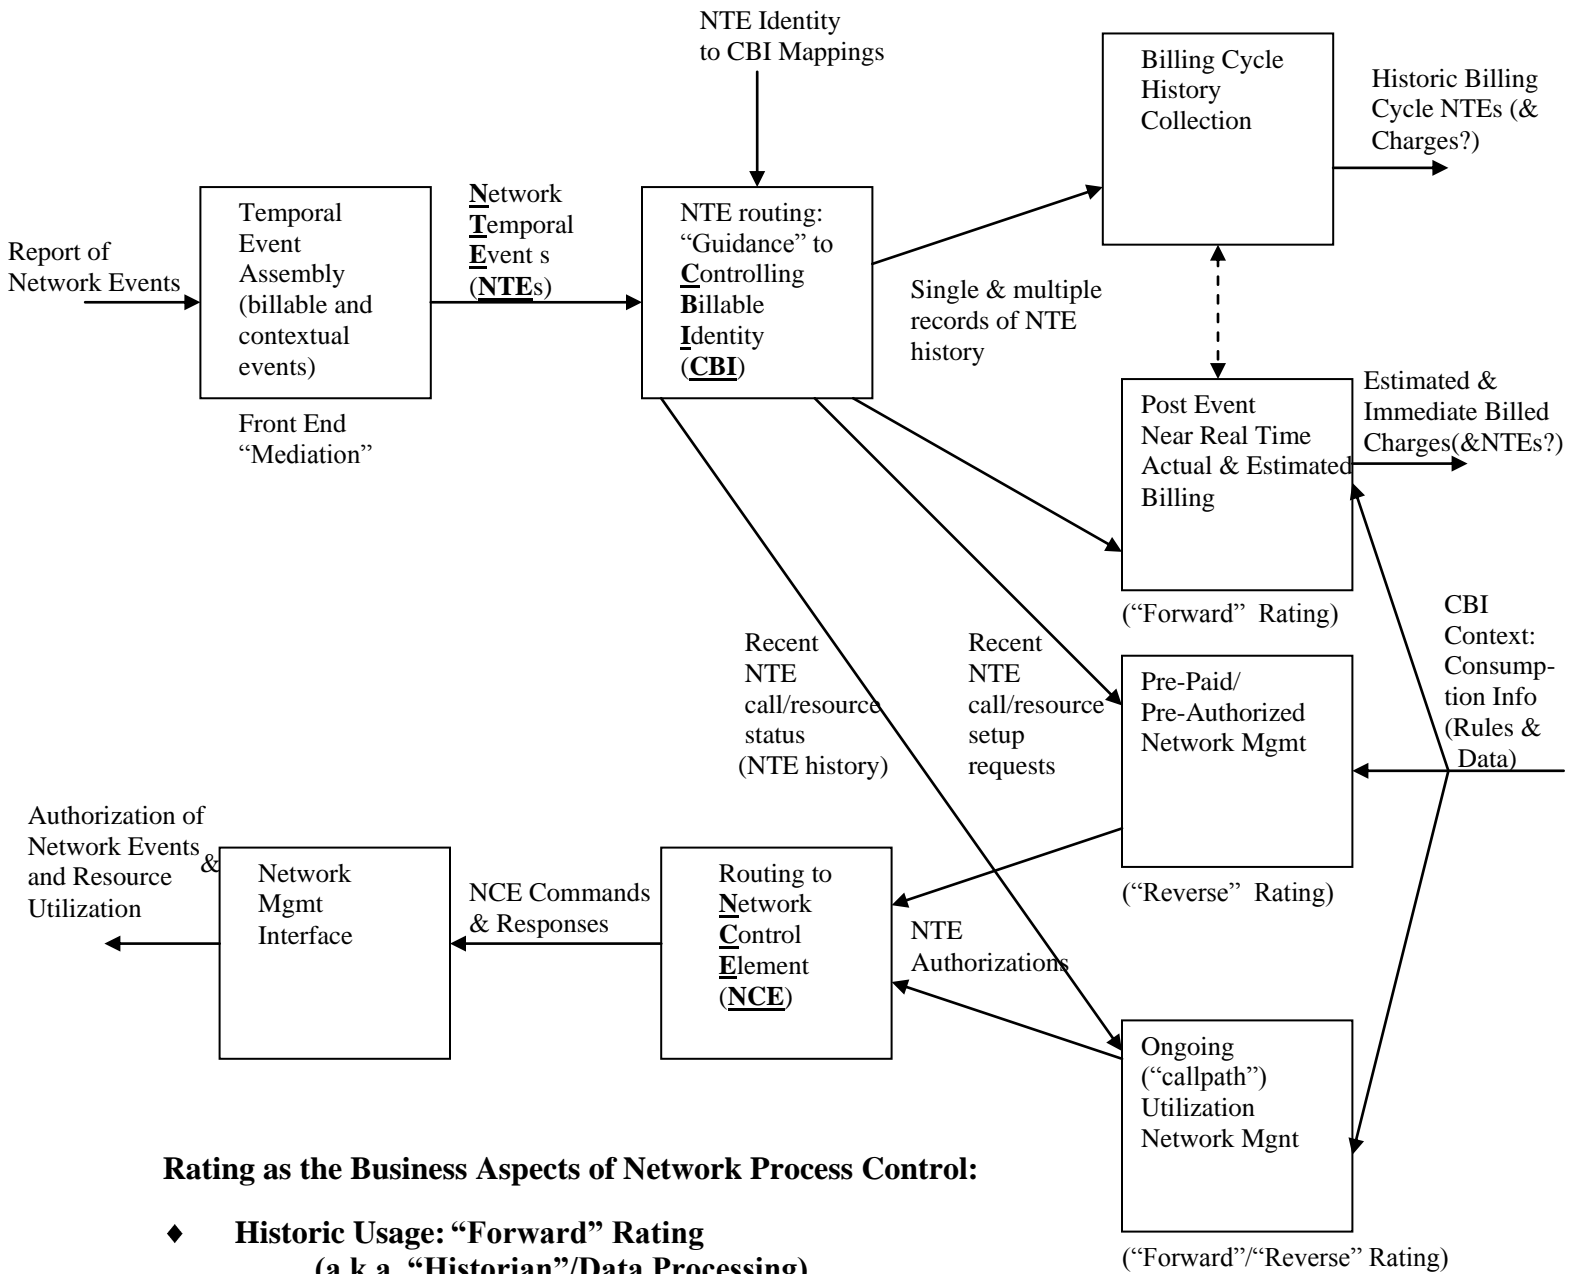 NTE Identity
to CBI Mappings
Billing Cycle
History
Collection
Historic Billing
Cycle NTEs (&
Charges?)
Report of
Network Events
Temporal
Event
Assembly
(billable and
contextual
events)
Front End
“Mediation”
Network
Temporal
Event s
(NTEs)
NTE routing:
“Guidance” to
Controlling
Billable
Identity
(CBI)
Single & multiple
records of NTE
history
Post Event
Near Real Time
Actual & Estimated
Billing
(“Forward” Rating)
Estimated &
Immediate Billed
Charges(&NTEs?)
CBI
Context:
Consump-
tion Info
(Rules &
Data)
Recent
NTE
call/resource
status
(NTE history)
Recent
NTE
call/resource
setup
requests
Pre-Paid/
Pre-Authorized
Network Mgmt
(“Reverse” Rating)
Authorization of
Network Events
&
and Resource
Utilization
Network
Mgmt
Interface
NCE Commands
& Responses
Routing to
Network
Control
Element
(NCE)
NTE
Authorizations
Ongoing
(“callpath”)
Utilization
Network Mgnt
(“Forward”/“Reverse” Rating)
Rating as the Business Aspects of Network Process Control:
♦ Historic Usage: “Forward” Rating
(a.k.a. “Historian”/Data Processing)